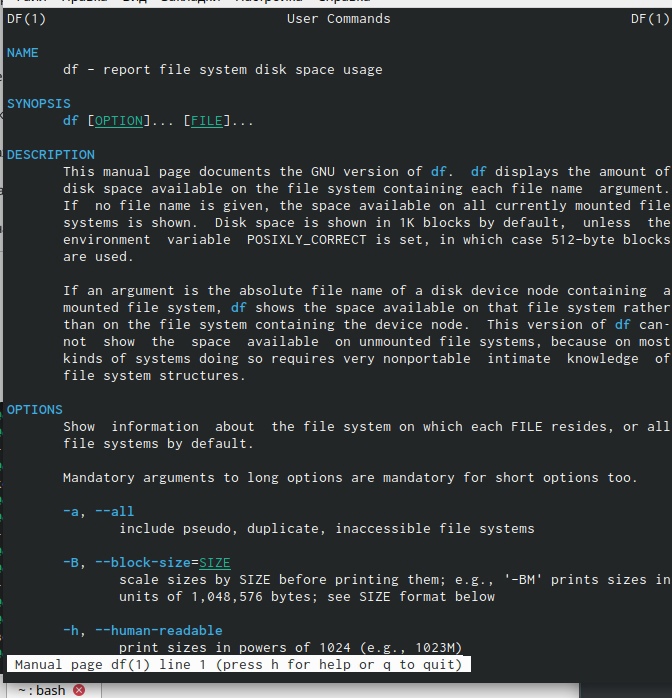 DF(1) User Commands DF(1)
NAME
df - report file system disk space usage
SYNOPSIS
df [OPTION]... [FILE]...
DESCRIPTION
This manual page documents the GNU version of df. df displays the amount of
disk space available on the file system containing each file name argument.
If no file name is given, the space available on all currently mounted file
systems is shown. Disk space is shown in 1K blocks by default, unless the
environment variable POSIXLY_CORRECT is set, in which case 512-byte blocks
are used.
If an argument is the absolute file name of a disk device node containing a
mounted file system, df shows the space available on that file system rather
than on the file system containing the device node. This version of df can-
not show the space available on unmounted file systems, because on most
kinds of systems doing so requires very nonportable intimate knowledge of
file system structures.
OPTIONS
Show information about the file system on which each FILE resides, or all
file systems by default.
Mandatory arguments to long options are mandatory for short options too.
-a, --all
include pseudo, duplicate, inaccessible file systems
-B, --block-size=SIZE
scale sizes by SIZE before printing them; e.g., '-BM' prints sizes in
units of 1,048,576 bytes; see SIZE format below
-h, --human-readable
print sizes in powers of 1024 (e.g., 1023M)
Manual page df(1) line 1 (press h for help or q to quit)
~ : bash